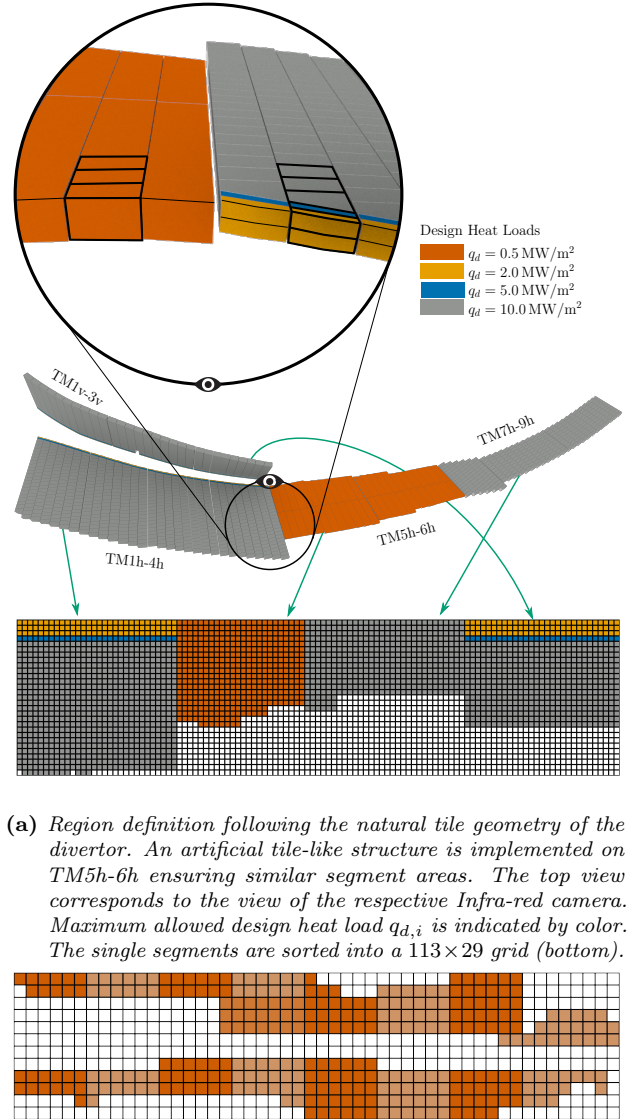 Design Heat Loads
q_d = 0.5 MW/m²
q_d = 2.0 MW/m²
q_d = 5.0 MW/m²
q_d = 10.0 MW/m²
TM1v-3v
TM7h-9h
TM5h-6h
TM1h-4h
(a) Region definition following the natural tile geometry of the
divertor. An artificial tile-like structure is implemented on
TM5h-6h ensuring similar segment areas. The top view
corresponds to the view of the respective Infra-red camera.
Maximum allowed design heat load q_{d,i} is indicated by color.
The single segments are sorted into a 113×29 grid (bottom).